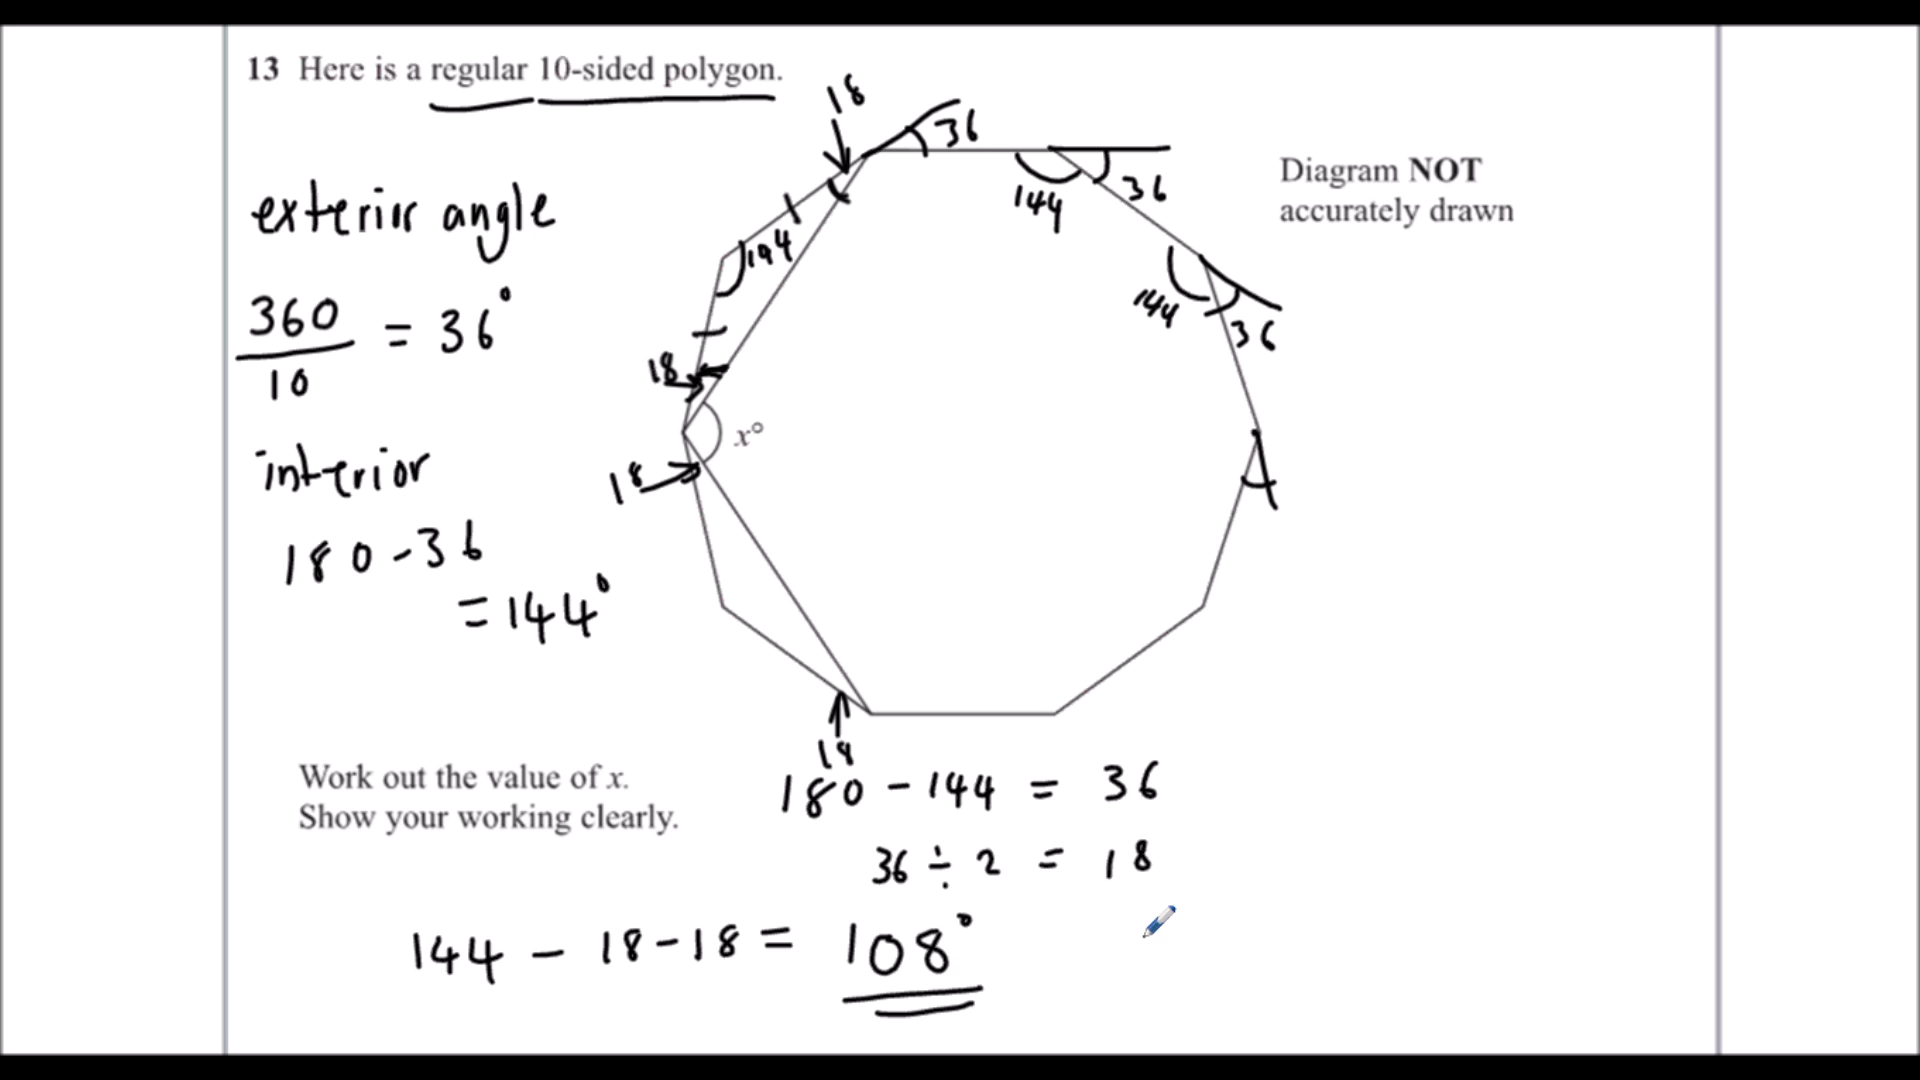 13 Here is a regular 10-sided polygon.
18
36
exterior angle
144
36
Diagram NOT
accurately drawn
144
144
36
360
10
= 36°
18
x°
interior
18
180 - 36
= 144°
18
Work out the value of x.
Show your working clearly.
180 - 144 = 36
36 ÷ 2 = 18
144 - 18 - 18 = 108°